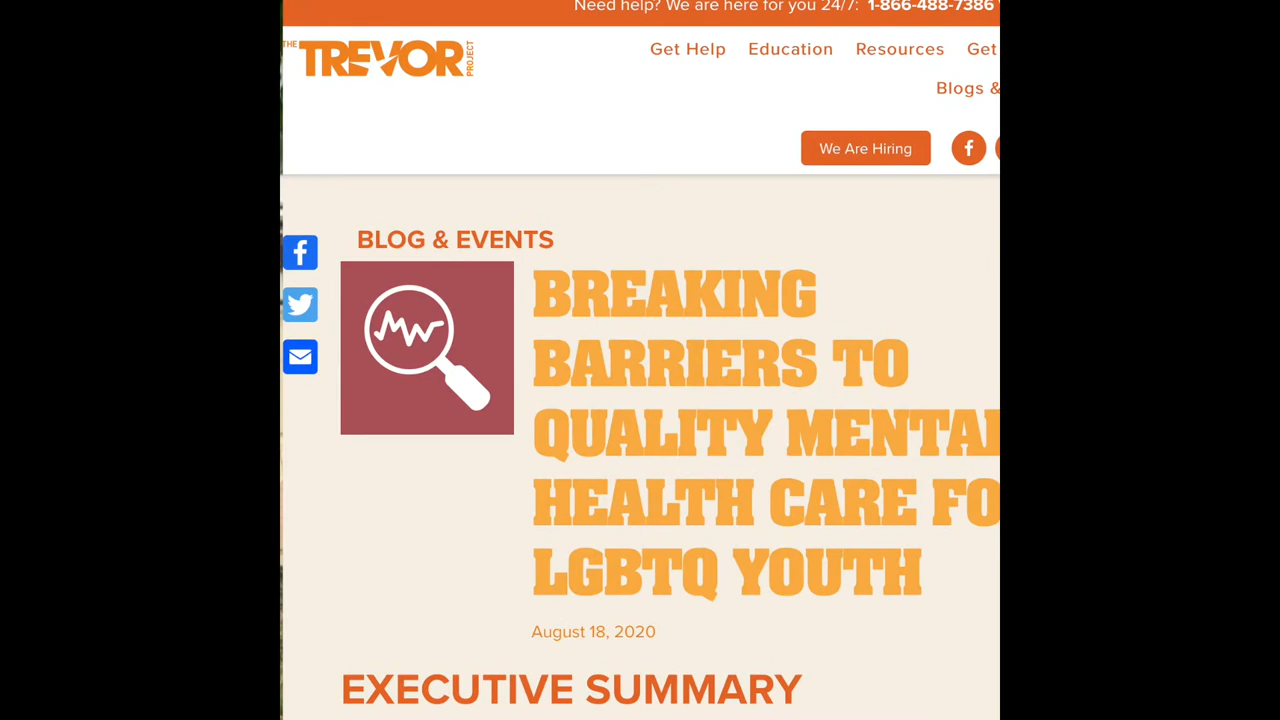 Need help? We are here for you 24/7: 1-866-488-7386
THE TREVOR PROJECT
Get Help Education Resources Get
Blogs &
We Are Hiring
BLOG & EVENTS
BREAKING
BARRIERS TO
QUALITY MENTAL
HEALTH CARE FO
LGBTQ YOUTH
August 18, 2020
EXECUTIVE SUMMARY